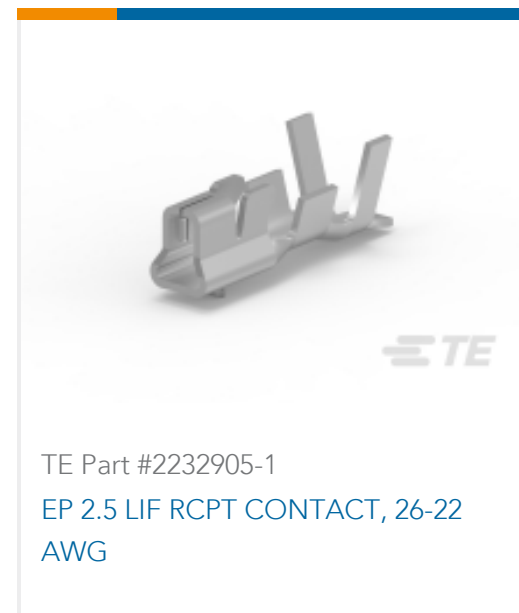 TE
TE Part #2232905-1
EP 2.5 LIF RCPT CONTACT, 26-22
AWG